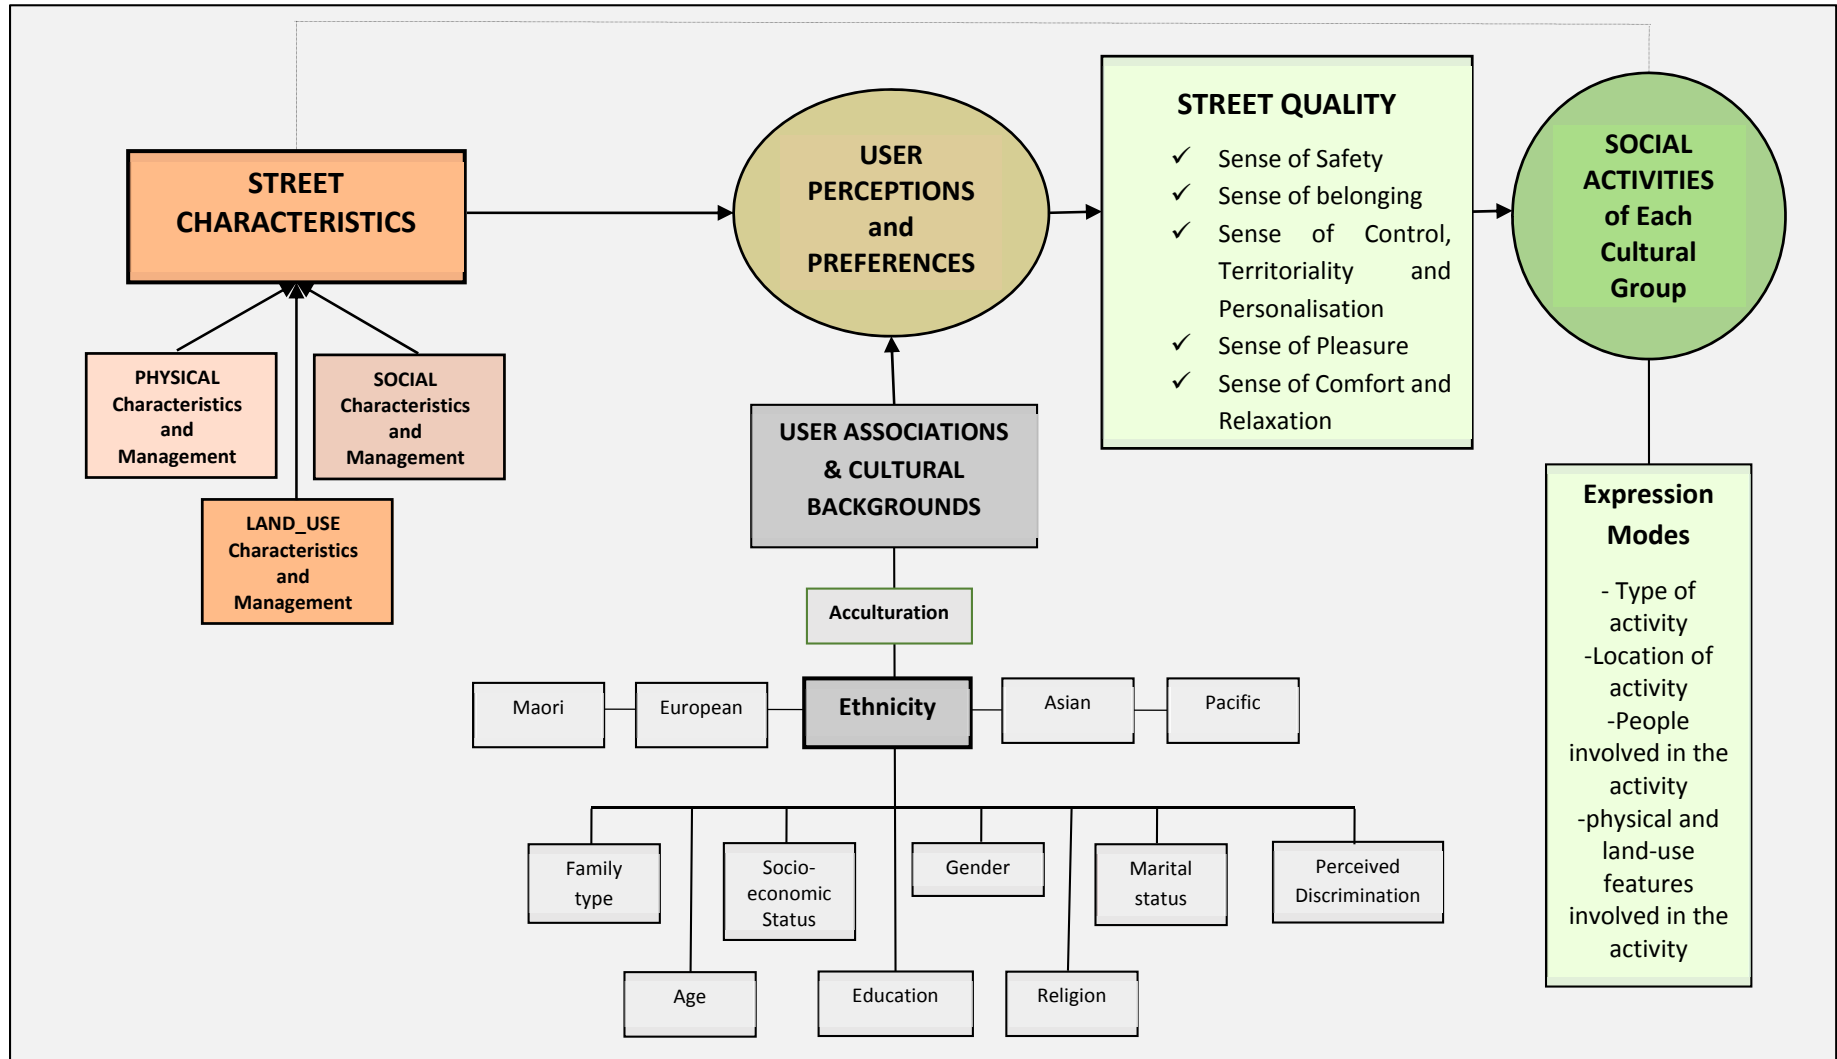 STREET
CHARACTERISTICS
PHYSICAL
Characteristics
and
Management
SOCIAL
Characteristics
and
Management
LAND_USE
Characteristics
and
Management
USER
PERCEPTIONS
and
PREFERENCES
USER ASSOCIATIONS
& CULTURAL
BACKGROUNDS
Acculturation
Maori
European
Ethnicity
Asian
Pacific
Family
type
Socio-
economic
Status
Gender
Marital
status
Perceived
Discrimination
Age
Education
Religion
STREET QUALITY
✓ Sense of Safety
✓ Sense of belonging
✓ Sense of Control,
Territoriality and
Personalisation
✓ Sense of Pleasure
✓ Sense of Comfort and
Relaxation
SOCIAL
ACTIVITIES
of Each
Cultural
Group
Expression
Modes
- Type of
activity
-Location of
activity
-People
involved in the
activity
-physical and
land-use
features
involved in the
activity